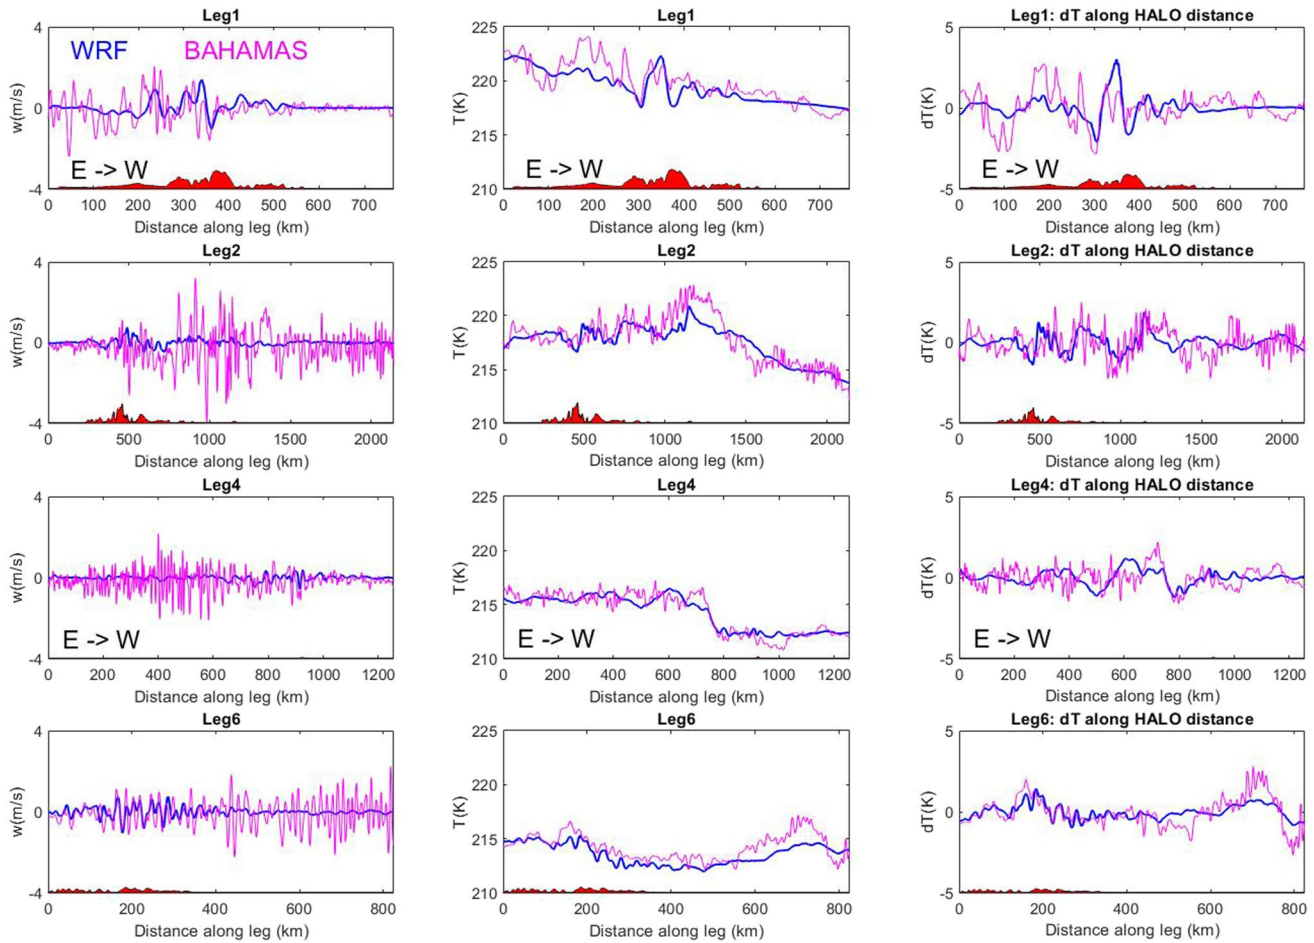 Leg1
4
0
-4
w(m/s)
WRF BAHAMAS
E -> W
0 100 200 300 400 500 600 700
Distance along leg (km)
Leg1
225
220
215
210
T(K)
0 100 200 300 400 500 600 700
Distance along leg (km)
Leg1: dT along HALO distance
5
0
-5
dT(K)
E -> W
0 100 200 300 400 500 600 700
Distance along leg (km)
Leg2
4
0
-4
w(m/s)
0 500 1000 1500 2000
Distance along leg (km)
Leg2
225
220
215
210
T(K)
0 500 1000 1500 2000
Distance along leg (km)
Leg2: dT along HALO distance
5
0
-5
dT(K)
0 500 1000 1500 2000
Distance along leg (km)
Leg4
4
0
-4
w(m/s)
E -> W
0 200 400 600 800 1000 1200
Distance along leg (km)
Leg4
225
220
215
210
T(K)
0 200 400 600 800 1000 1200
Distance along leg (km)
Leg4: dT along HALO distance
5
0
-5
dT(K)
E -> W
0 200 400 600 800 1000 1200
Distance along leg (km)
Leg6
4
0
-4
w(m/s)
0 200 400 600 800
Distance along leg (km)
Leg6
225
220
215
210
T(K)
0 200 400 600 800
Distance along leg (km)
Leg6: dT along HALO distance
5
0
-5
dT(K)
0 200 400 600 800
Distance along leg (km)